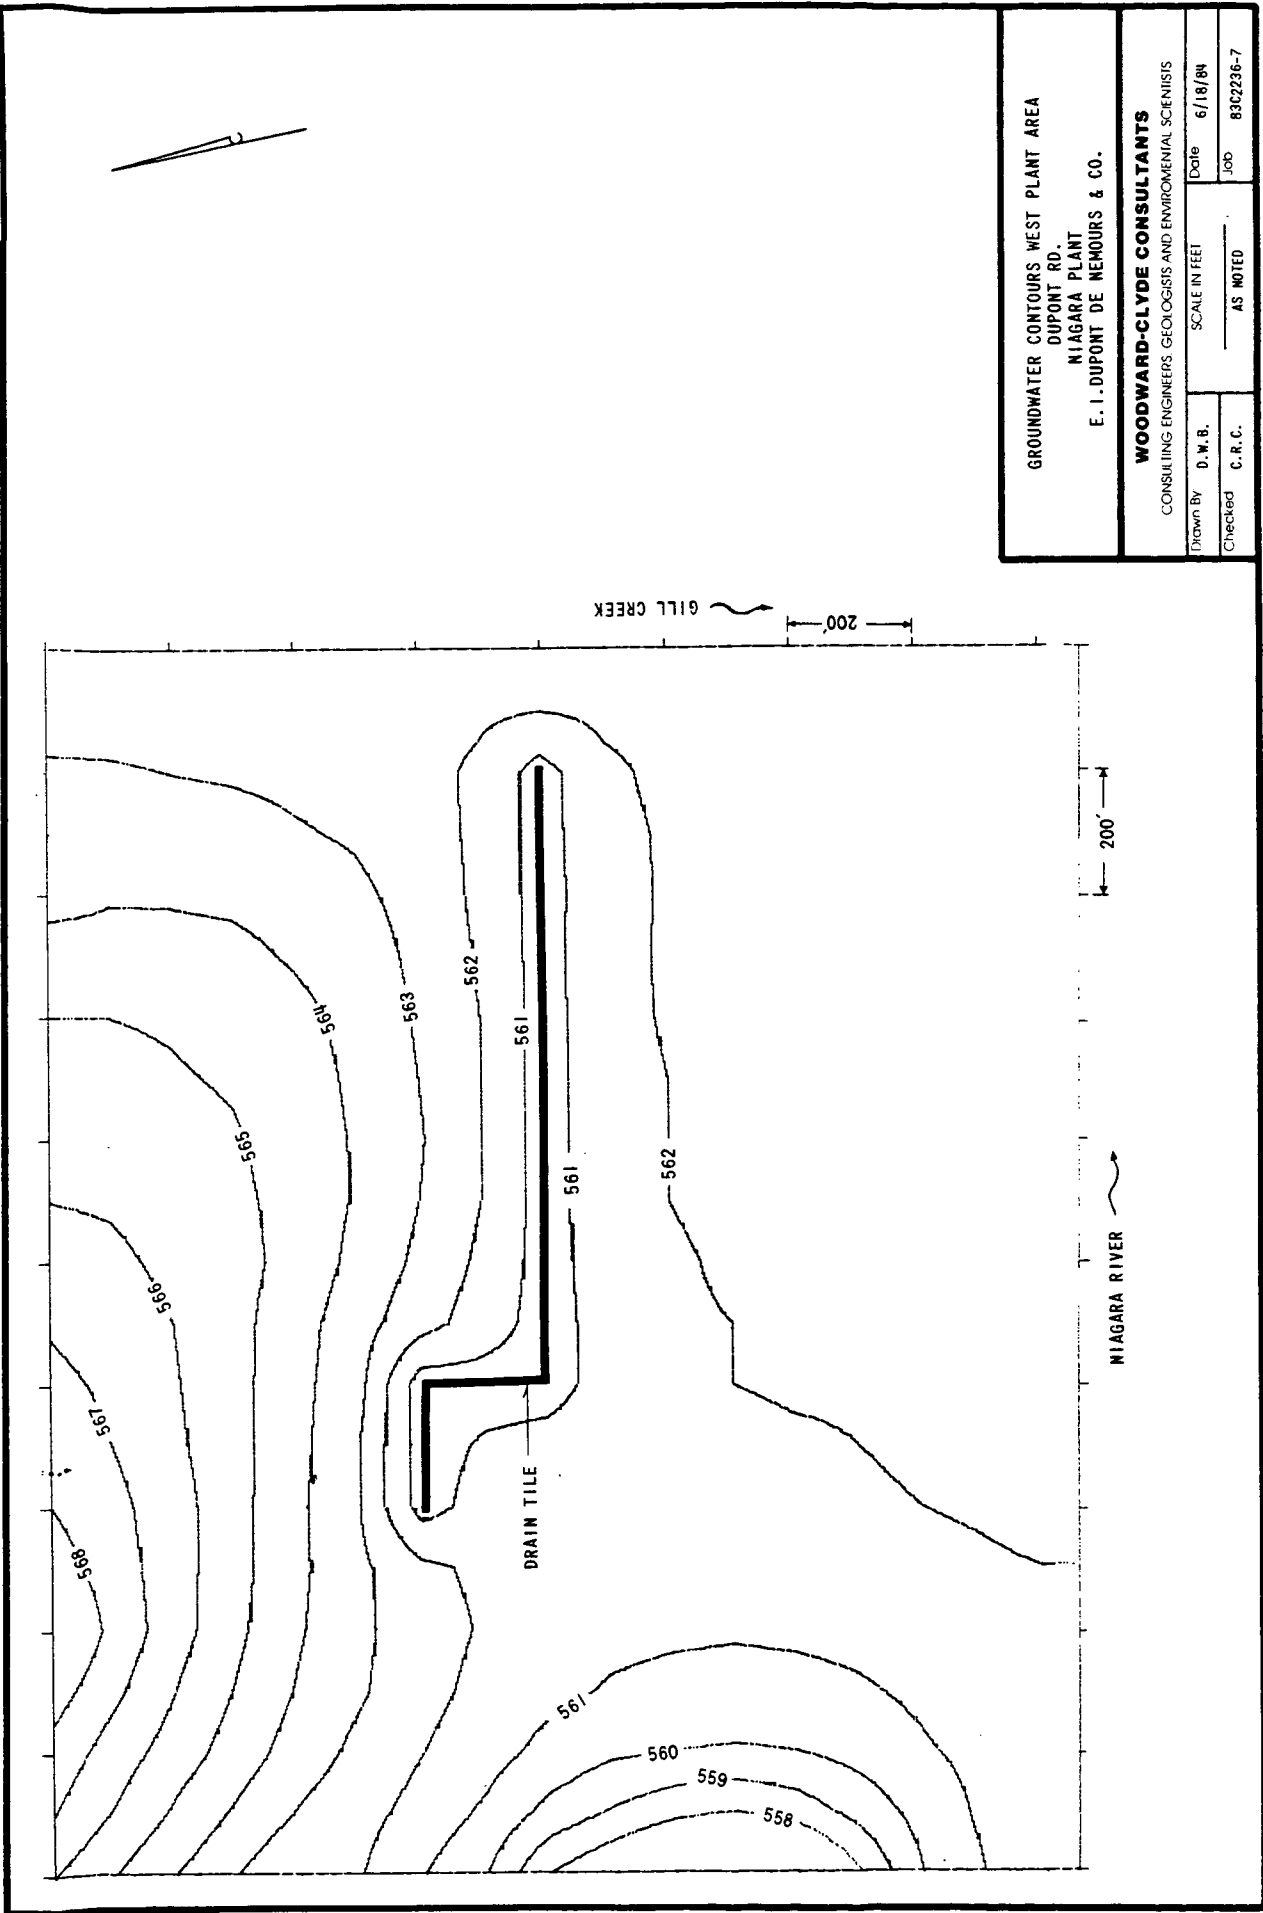 GROUNDWATER CONTOURS WEST PLANT AREA
DUPONT RD.
NIAGARA PLANT
E.I.DUPONT DE NEMOURS & CO.
WOODWARD-CLYDE CONSULTANTS
CONSULTING ENGINEERS, GEOLOGISTS AND ENVIROMENTAL SCIENTISTS
Drawn By D.W.B.
SCALE IN FEET
Date 6/18/84
Checked C.R.C.
AS NOTED
Job 83C2236-7
GILL CREEK
200'
200'
NIAGARA RIVER
DRAIN TILE
568
567
566
565
564
563
562
561
561
562
561
560
559
558